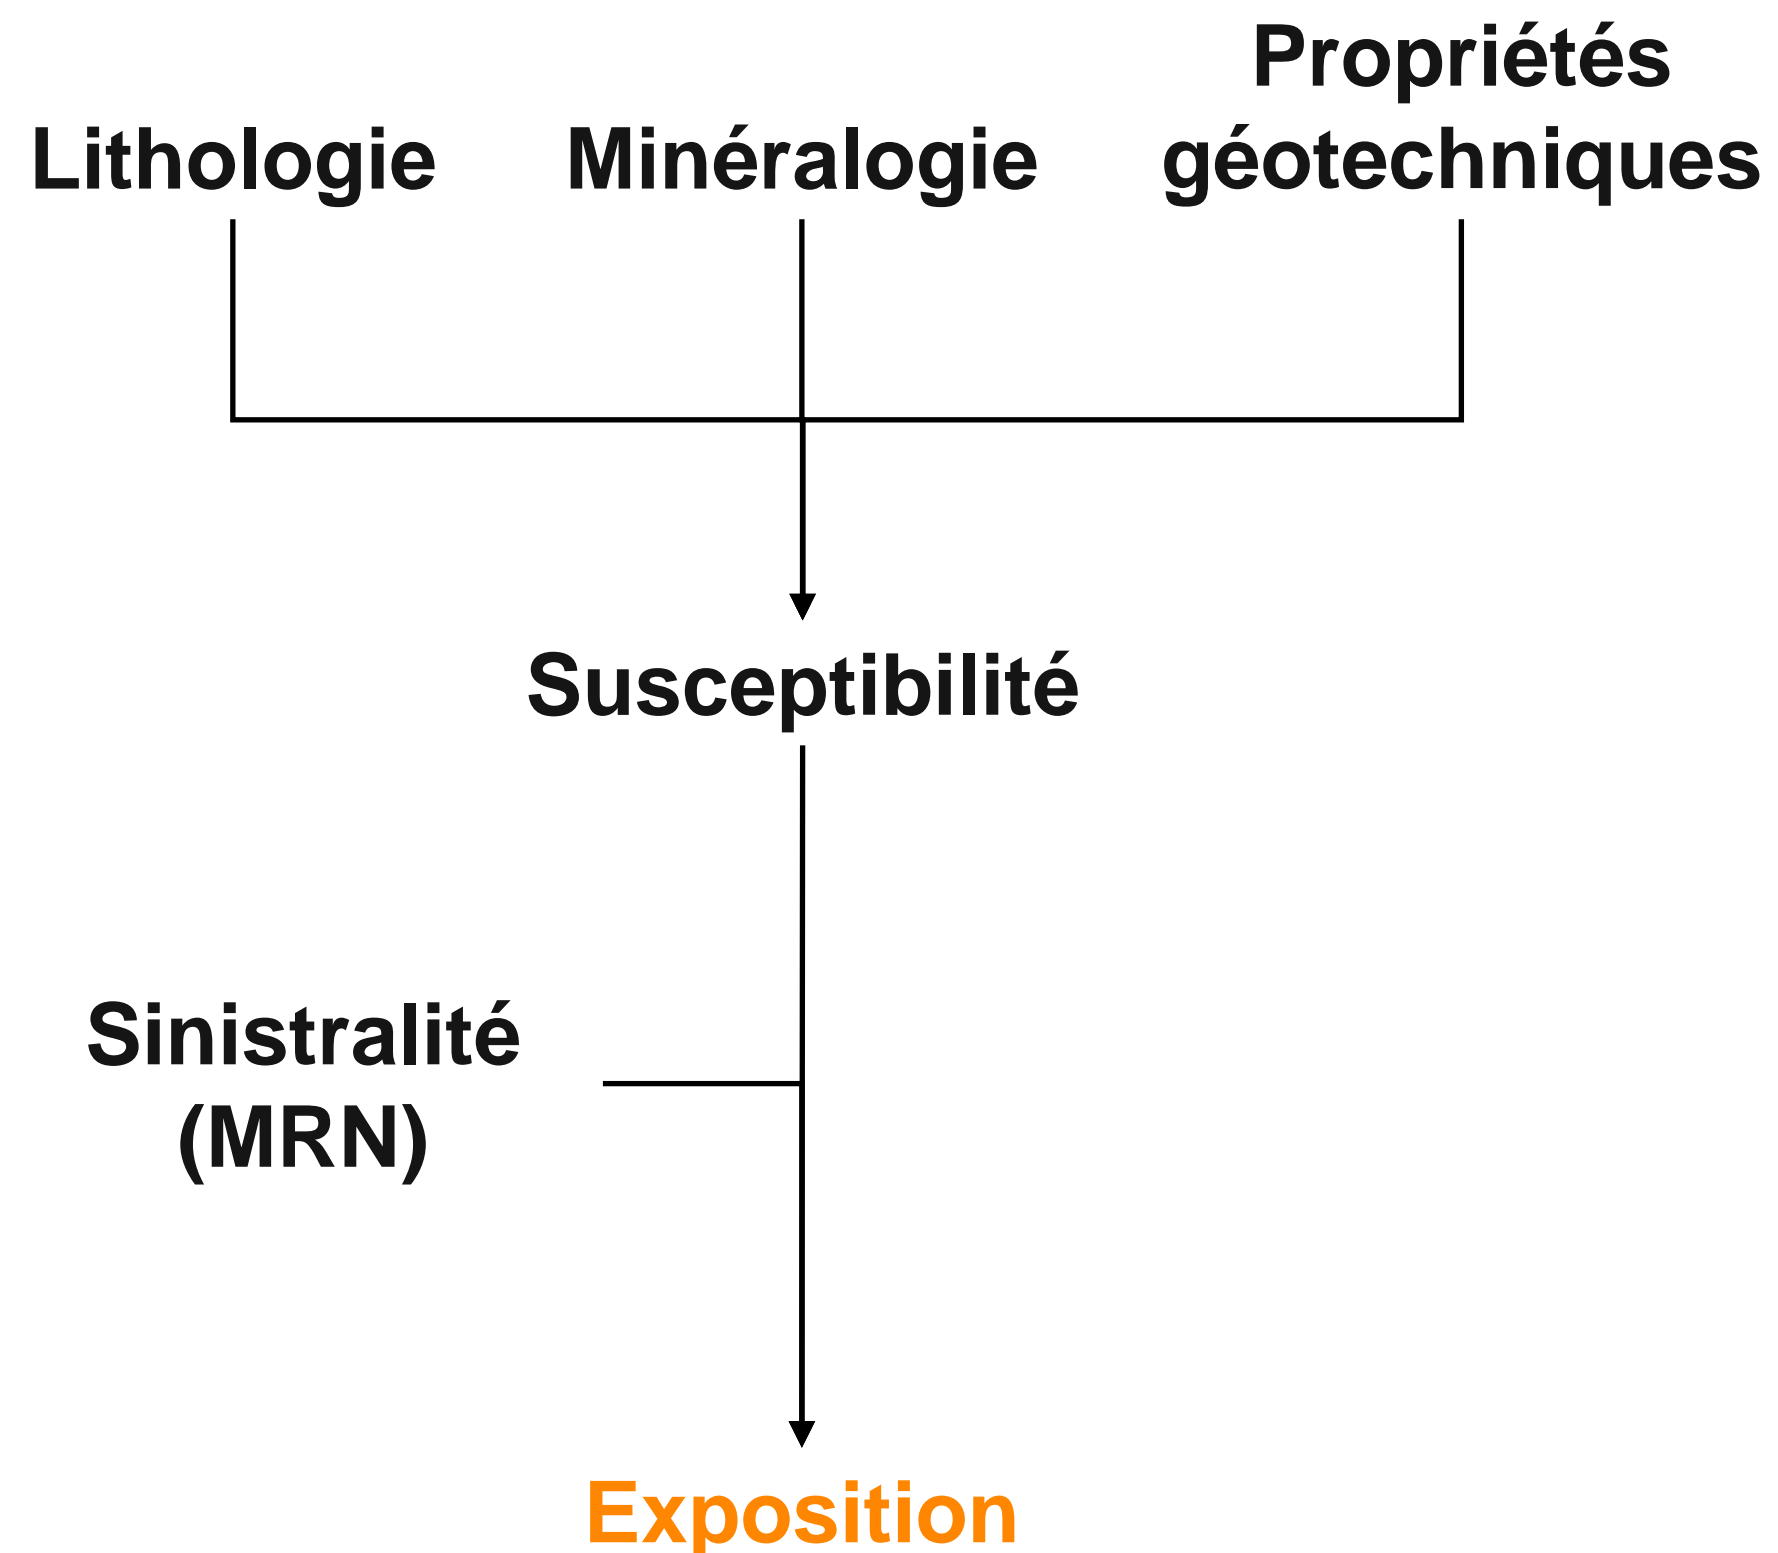 Lithologie
Minéralogie
Propriétés
géotechniques
Susceptibilité
Sinistralité
(MRN)
Exposition